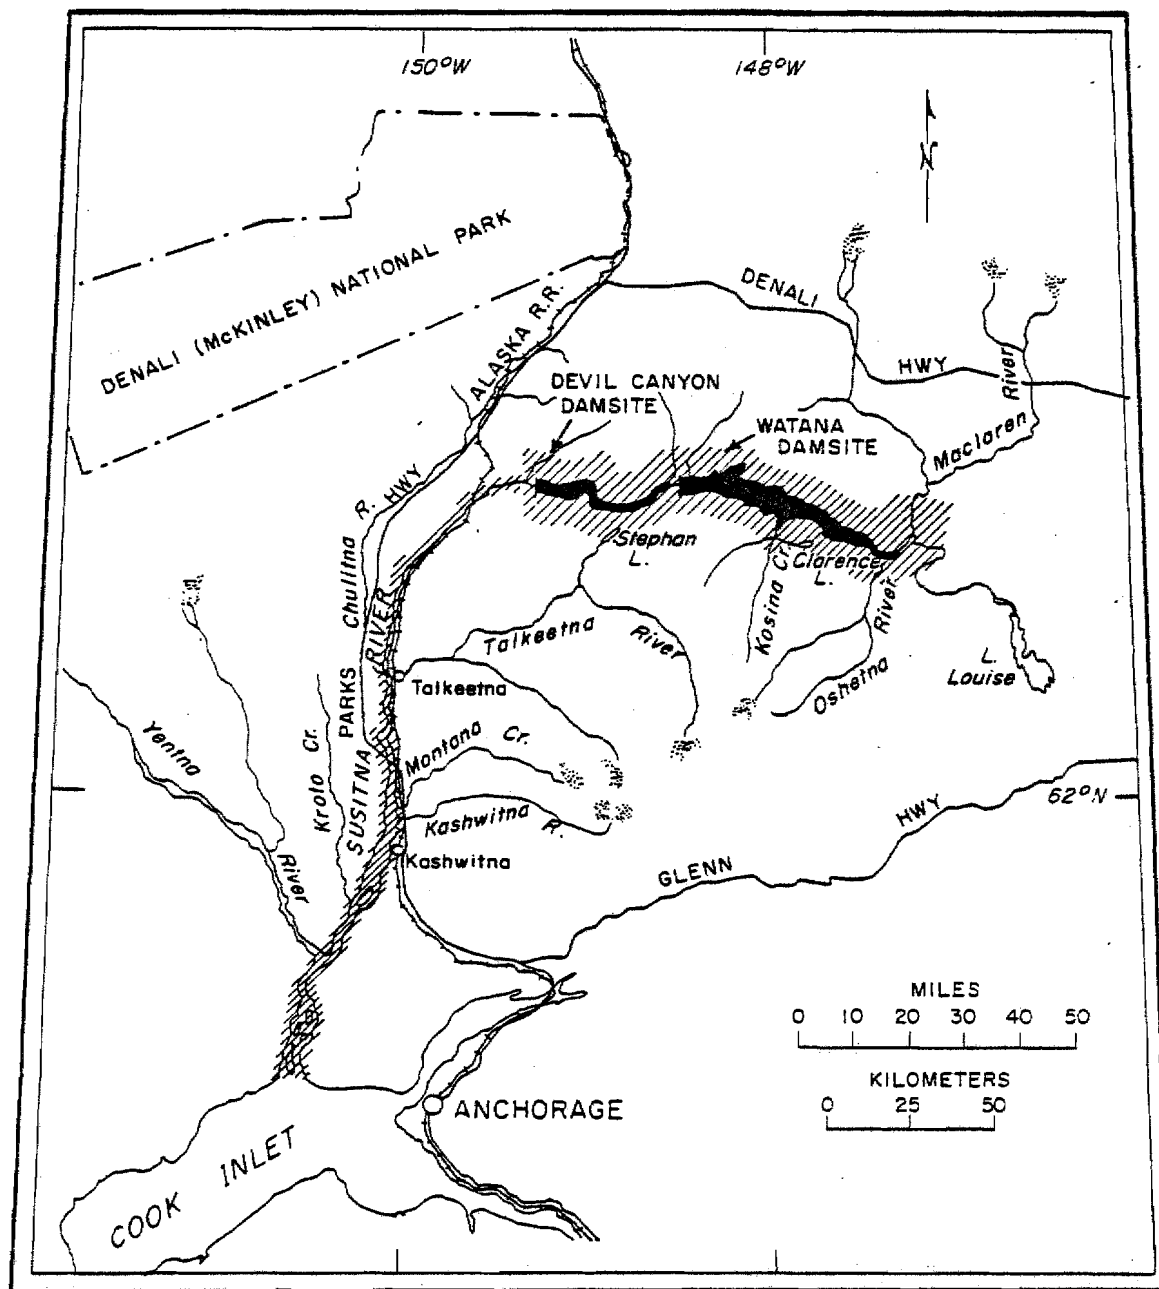 150°W
148°W
N
DENALI (McKINLEY) NATIONAL PARK
ALASKA R.R.
DENALI
HWY
River
Maclaren
DEVIL CANYON
DAMSITE
WATANA
DAMSITE
R. HWY
Chulitna
PARKS
SUSITNA RIVER
Stephan
L.
Clarence
L.
Kosina Cr.
River
Oshetna
L.
Louise
Talkeetna
River
Talkeetna
Montana Cr.
Kashwitna R.
Kashwitna
Kroto Cr.
Yentna
River
62°N
GLENN
HWY
MILES
0 10 20 30 40 50
KILOMETERS
0 25 50
ANCHORAGE
COOK INLET